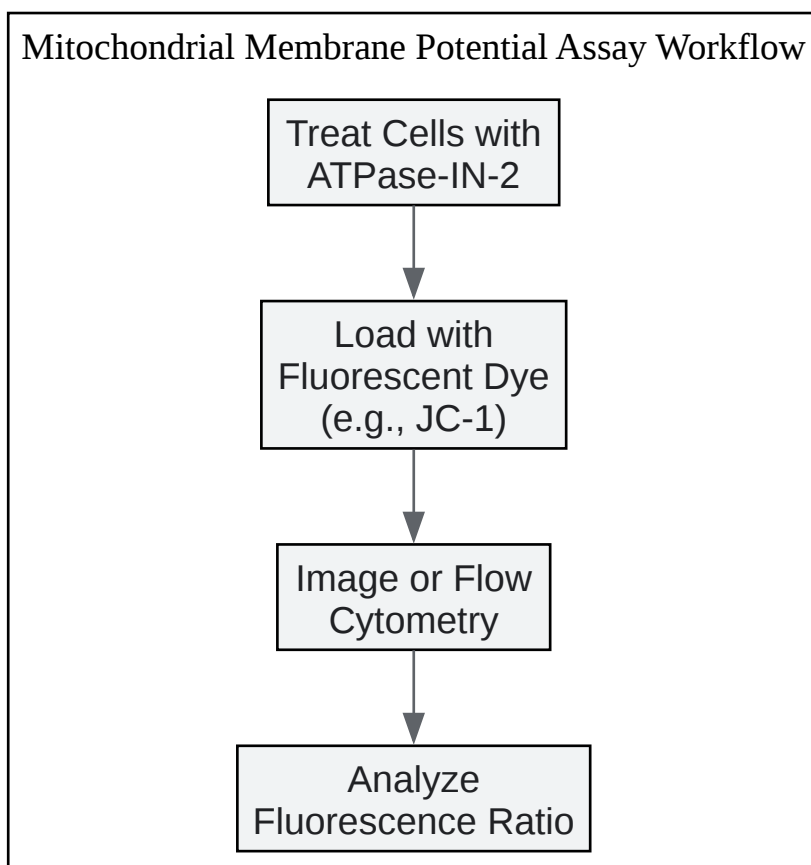 Mitochondrial Membrane Potential Assay Workflow
Treat Cells with
ATPase-IN-2
Load with
Fluorescent Dye
(e.g., JC-1)
Image or Flow
Cytometry
Analyze
Fluorescence Ratio